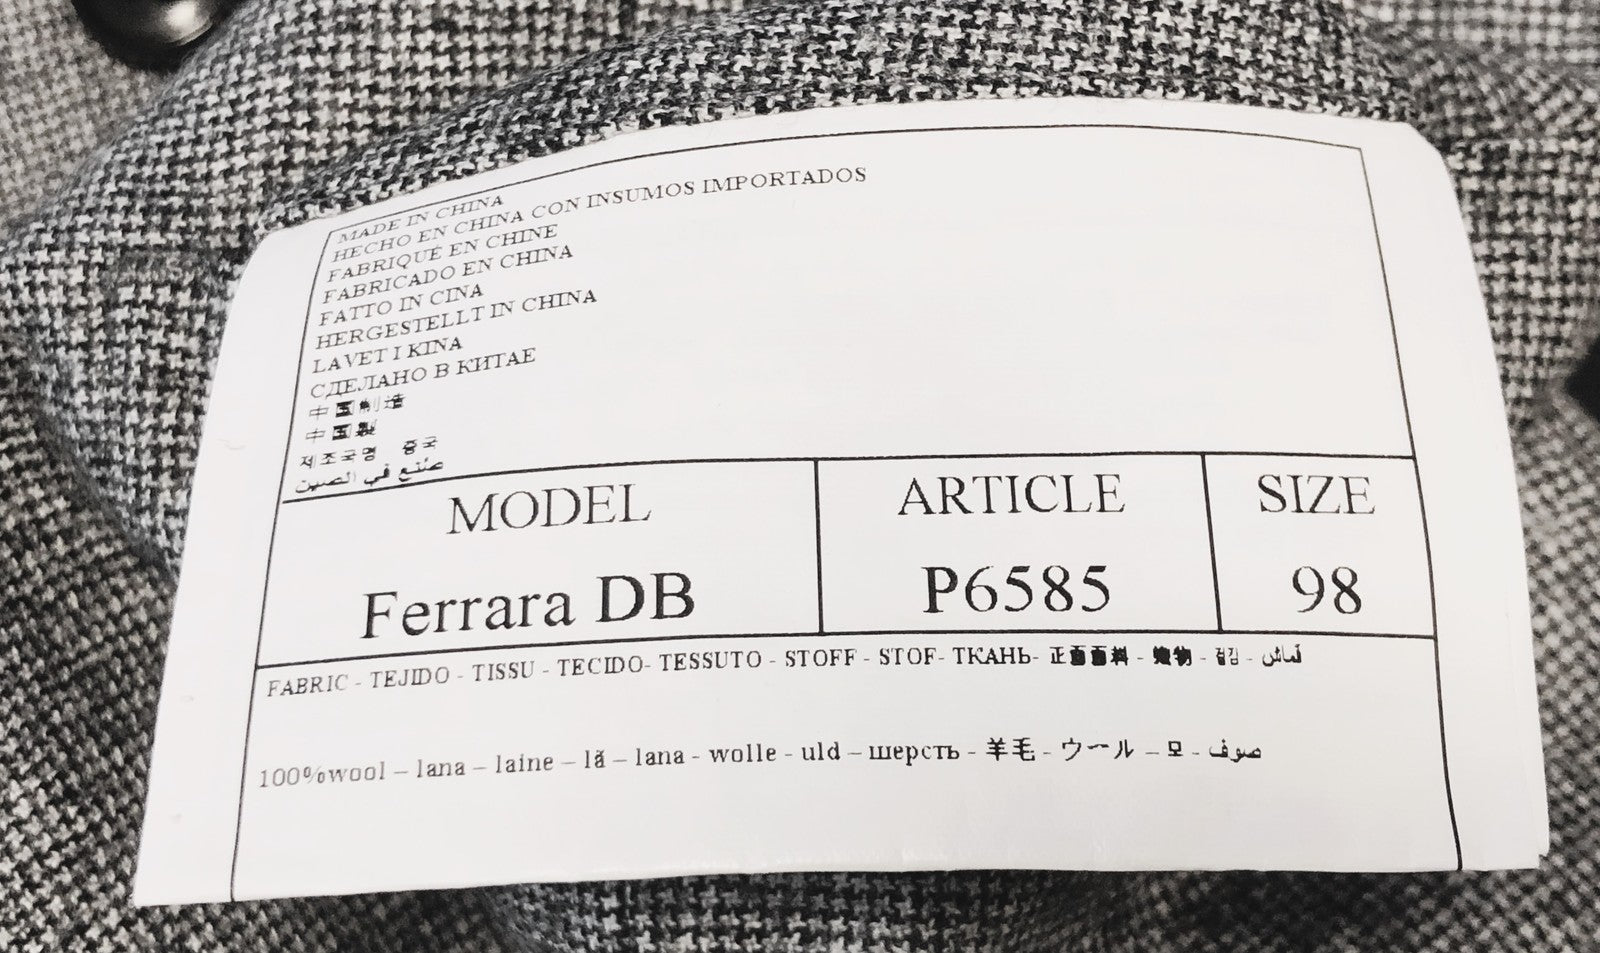 MADE IN CHINA
HECHO EN CHINA CON INSUMOS IMPORTADOS
FABRIQUÉ EN CHINE
FABRICADO EN CHINA
FATTO IN CINA
HERGESTELLT IN CHINA
LAVET I KINA
СДЕЛАНО В КИТАЕ
中国制造
中国製
제조국명 중국
صُنع في الصين
MODEL ARTICLE SIZE
Ferrara DB P6585 98
FABRIC - TEJIDO - TISSU - TECIDO- TESSUTO - STOFF - STOF- ТКАНЬ- 正面面料 - 織物 - 겉감 - قماش
100%wool – lana – laine – lã – lana - wolle - uld – шерсть - 羊毛 - ウール – 모 - صوف